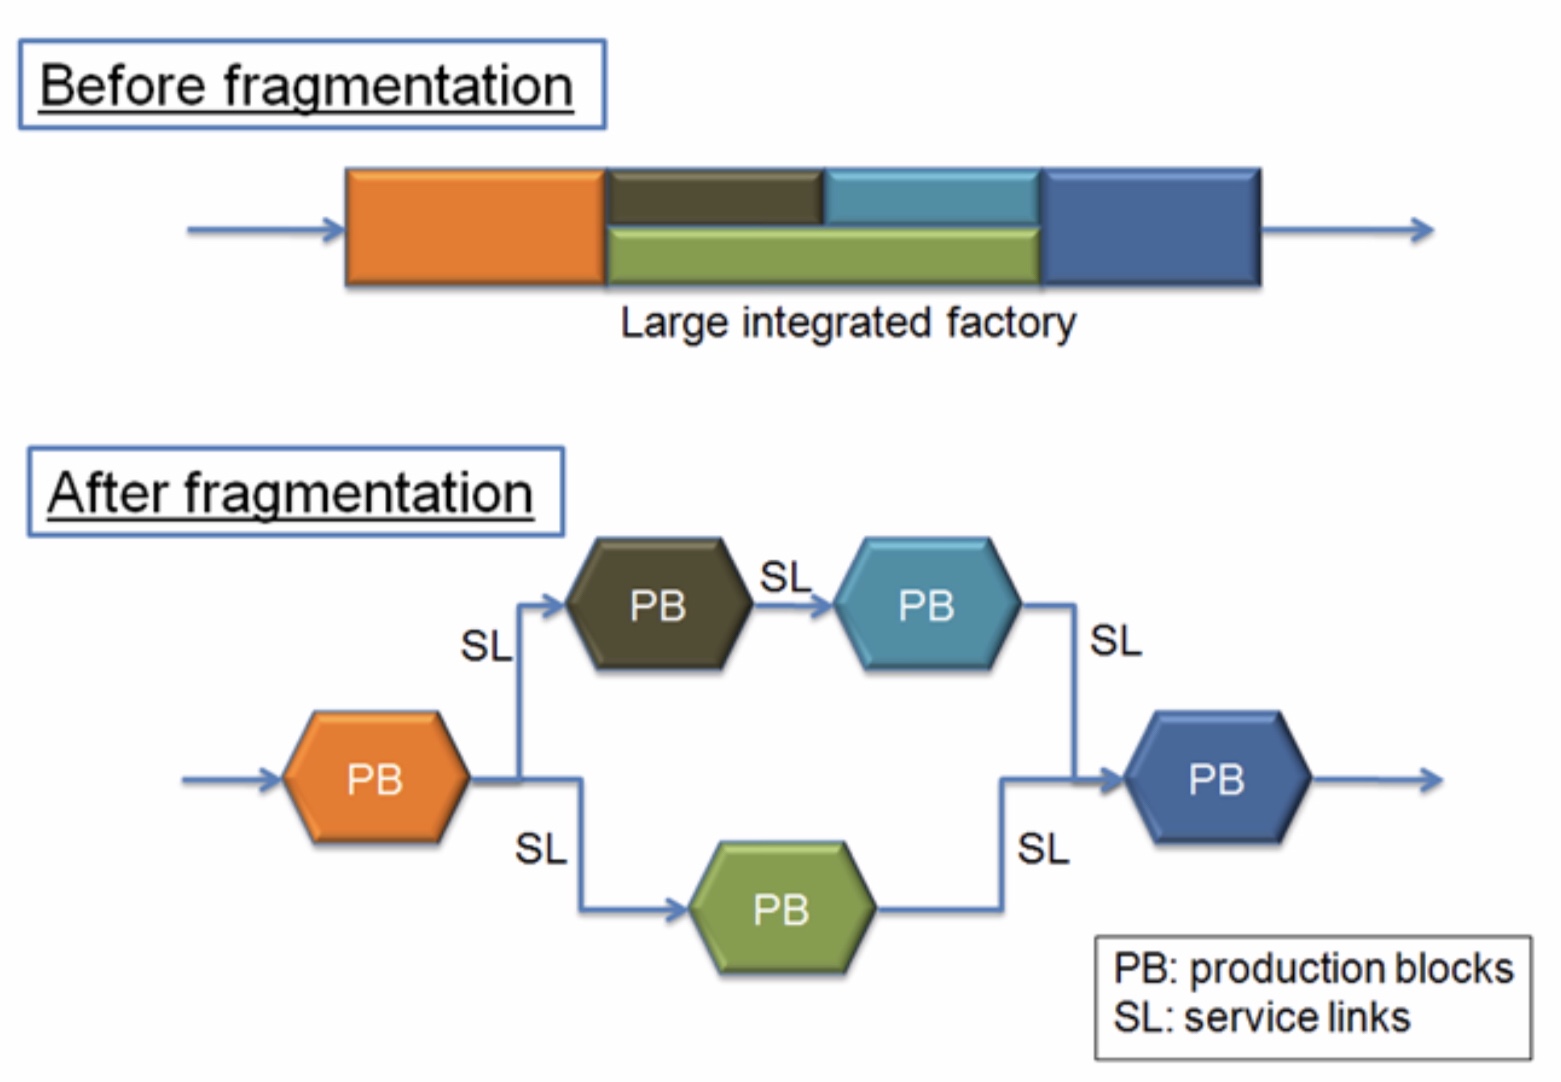 Before fragmentation
Large integrated factory
After fragmentation
PB
SL
PB
SL
SL
PB
PB
SL
SL
PB
PB: production blocks
SL: service links